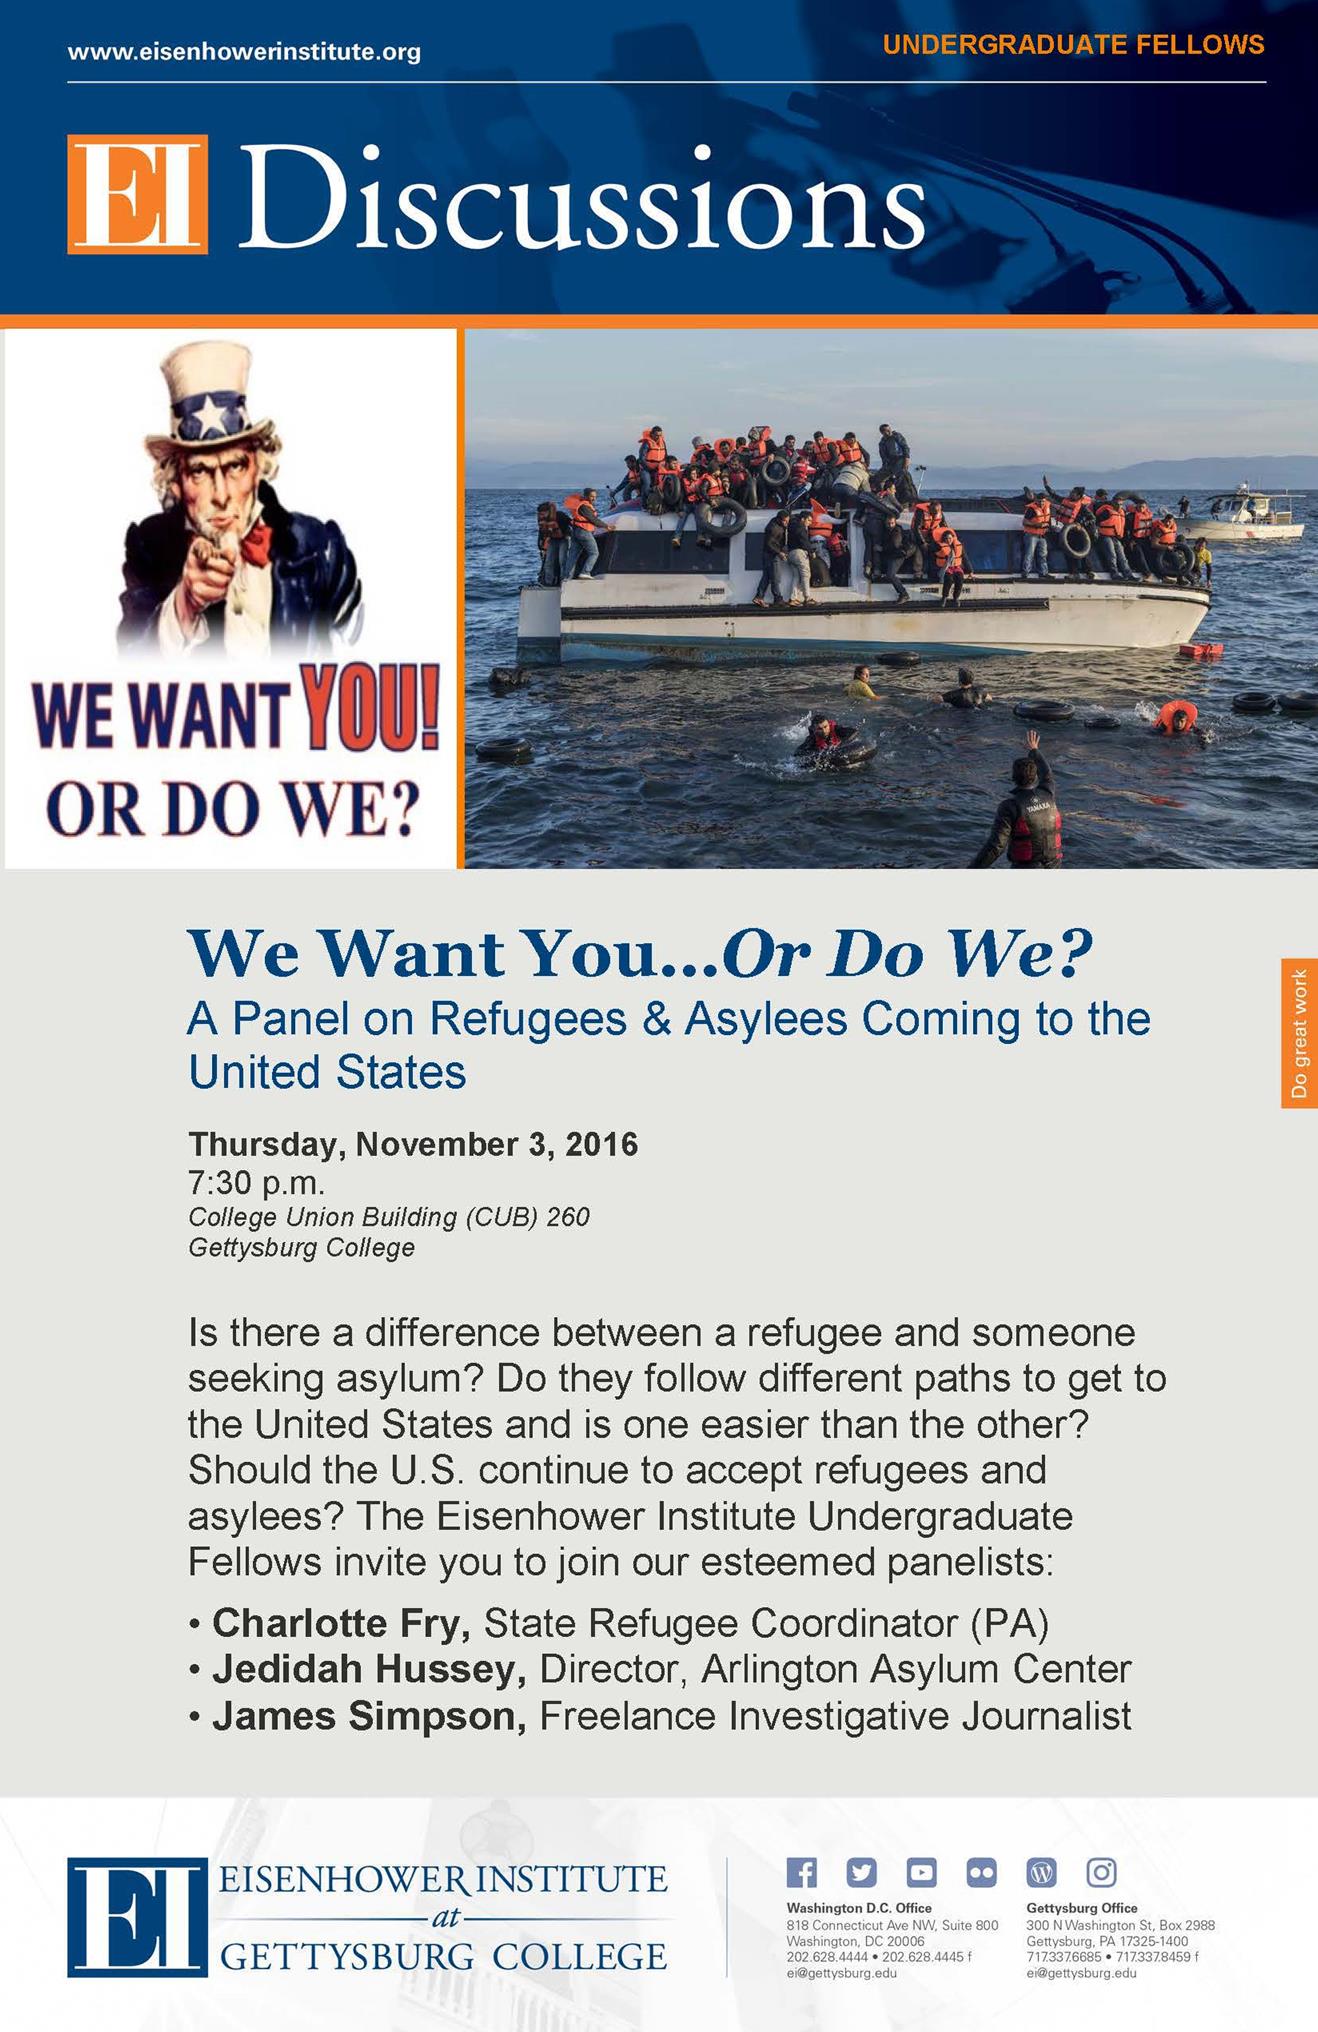 www.eisenhowerinstitute.org
UNDERGRADUATE FELLOWS
EI Discussions
WE WANT YOU!
OR DO WE?
YAMAHA
We Want You...Or Do We?
A Panel on Refugees & Asylees Coming to the
United States
Do great work
Thursday, November 3, 2016
7:30 p.m.
College Union Building (CUB) 260
Gettysburg College
Is there a difference between a refugee and someone
seeking asylum? Do they follow different paths to get to
the United States and is one easier than the other?
Should the U.S. continue to accept refugees and
asylees? The Eisenhower Institute Undergraduate
Fellows invite you to join our esteemed panelists:
• Charlotte Fry, State Refugee Coordinator (PA)
• Jedidah Hussey, Director, Arlington Asylum Center
• James Simpson, Freelance Investigative Journalist
EI
EISENHOWER INSTITUTE
at
GETTYSBURG COLLEGE
Washington D.C. Office
818 Connecticut Ave NW, Suite 800
Washington, DC 20006
202.628.4444 • 202.628.4445 f
ei@gettysburg.edu
Gettysburg Office
300 N Washington St, Box 2988
Gettysburg, PA 17325-1400
717.337.6685 • 717.337.8459 f
ei@gettysburg.edu